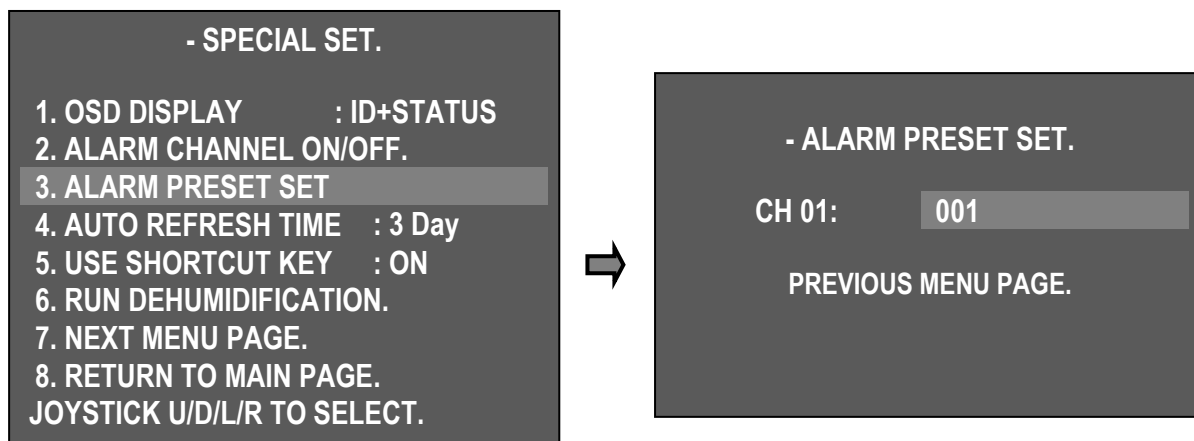 - SPECIAL SET.
1. OSD DISPLAY : ID+STATUS
2. ALARM CHANNEL ON/OFF.
3. ALARM PRESET SET
4. AUTO REFRESH TIME : 3 Day
5. USE SHORTCUT KEY : ON
6. RUN DEHUMIDIFICATION.
7. NEXT MENU PAGE.
8. RETURN TO MAIN PAGE.
JOYSTICK U/D/L/R TO SELECT.
- ALARM PRESET SET.
CH 01: 001
PREVIOUS MENU PAGE.